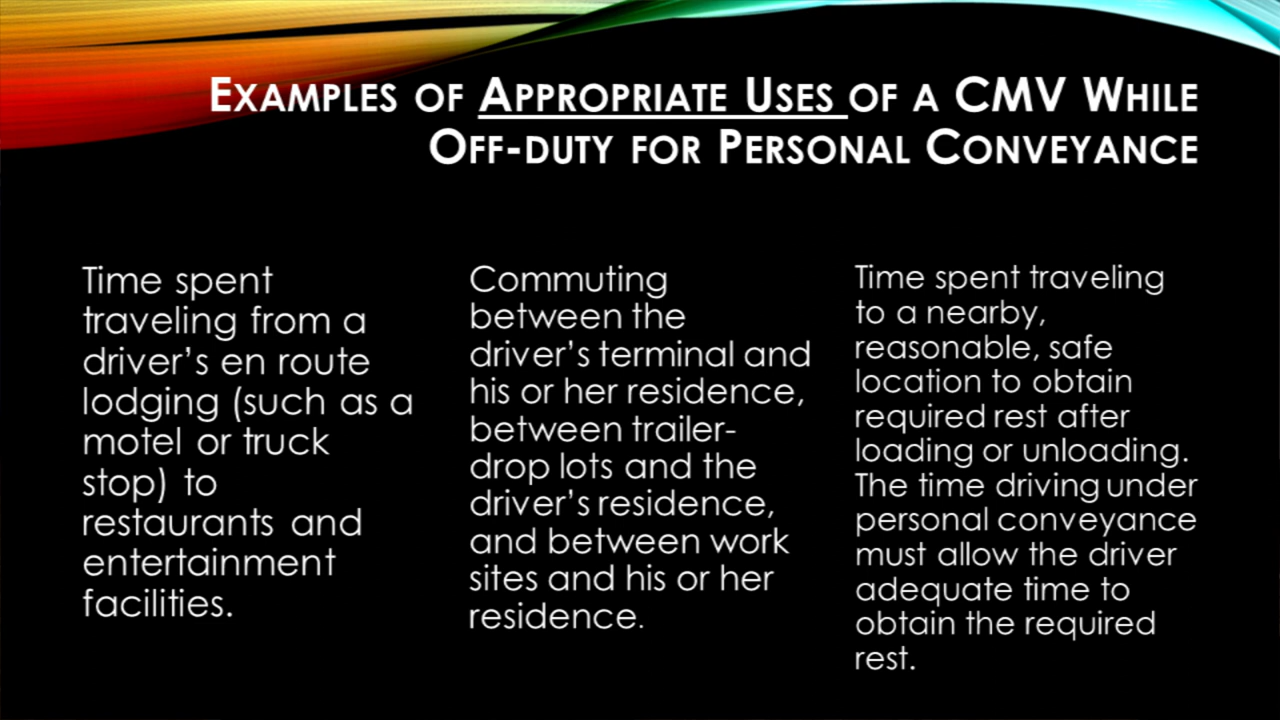 Examples of Appropriate Uses of a CMV While
Off-duty for Personal Conveyance
Time spent
traveling from a
driver's en route
lodging (such as a
motel or truck
stop) to
restaurants and
entertainment
facilities.
Commuting
between the
driver's terminal and
his or her residence,
between trailer-
drop lots and the
driver's residence,
and between work
sites and his or her
residence.
Time spent traveling
to a nearby,
reasonable, safe
location to obtain
required rest after
loading or unloading.
The time driving under
personal conveyance
must allow the driver
adequate time to
obtain the required
rest.